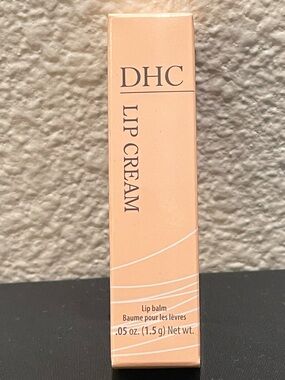 DHC
LIP CREAM
Lip balm
Baume pour les lèvres
.05 oz. (1.5 g) Net wt.